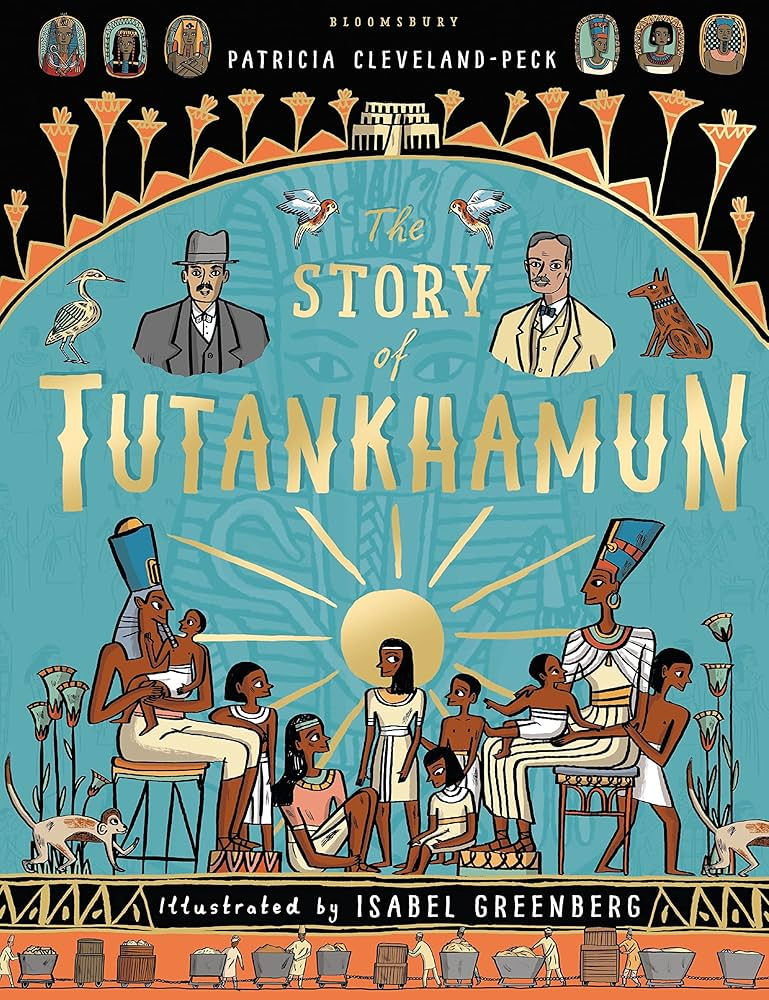 BLOOMSBURY
PATRICIA CLEVELAND-PECK
The
STORY
of
TUTANKHAMUN
Illustrated by ISABEL GREENBERG